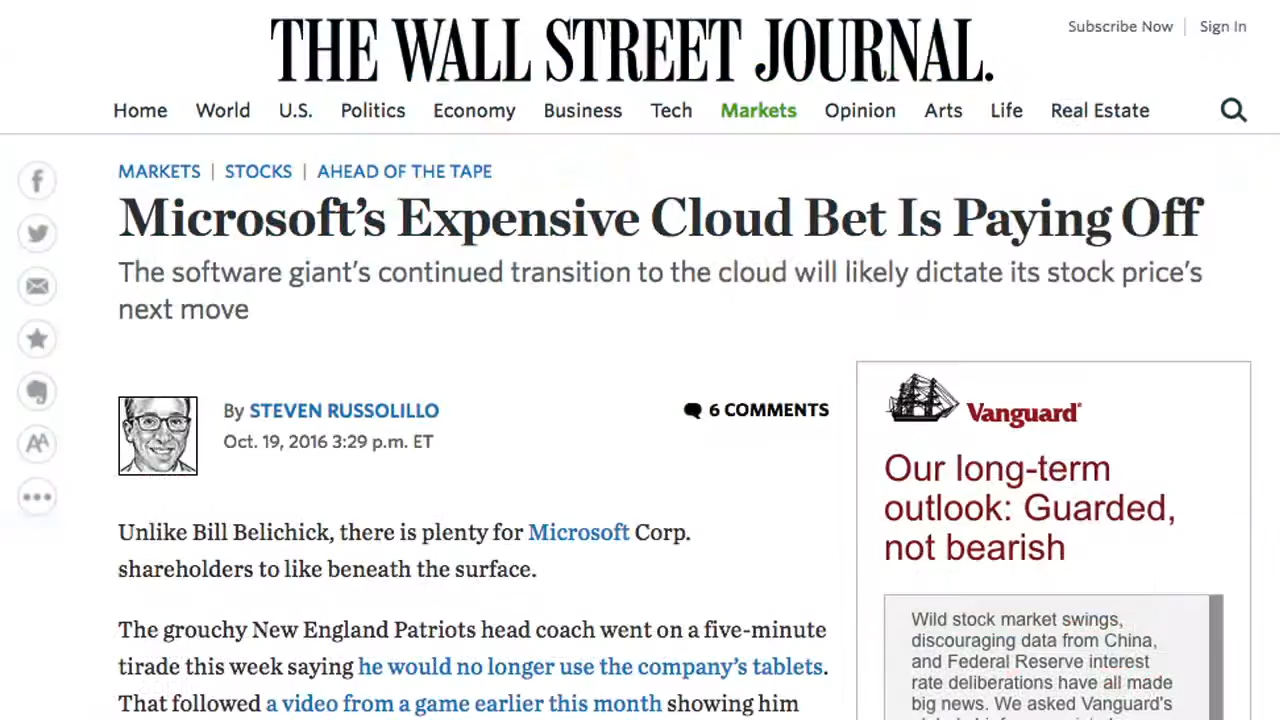 THE WALL STREET JOURNAL.
Subscribe Now | Sign In
Home World U.S. Politics Economy Business Tech Markets Opinion Arts Life Real Estate
MARKETS | STOCKS | AHEAD OF THE TAPE
Microsoft's Expensive Cloud Bet Is Paying Off
The software giant's continued transition to the cloud will likely dictate its stock price's
next move
By STEVEN RUSSOLILLO
Oct. 19, 2016 3:29 p.m. ET
6 COMMENTS
Unlike Bill Belichick, there is plenty for Microsoft Corp.
shareholders to like beneath the surface.
The grouchy New England Patriots head coach went on a five-minute
tirade this week saying he would no longer use the company's tablets.
That followed a video from a game earlier this month showing him
Vanguard
Our long-term
outlook: Guarded,
not bearish
Wild stock market swings,
discouraging data from China,
and Federal Reserve interest
rate deliberations have all made
big news. We asked Vanguard's